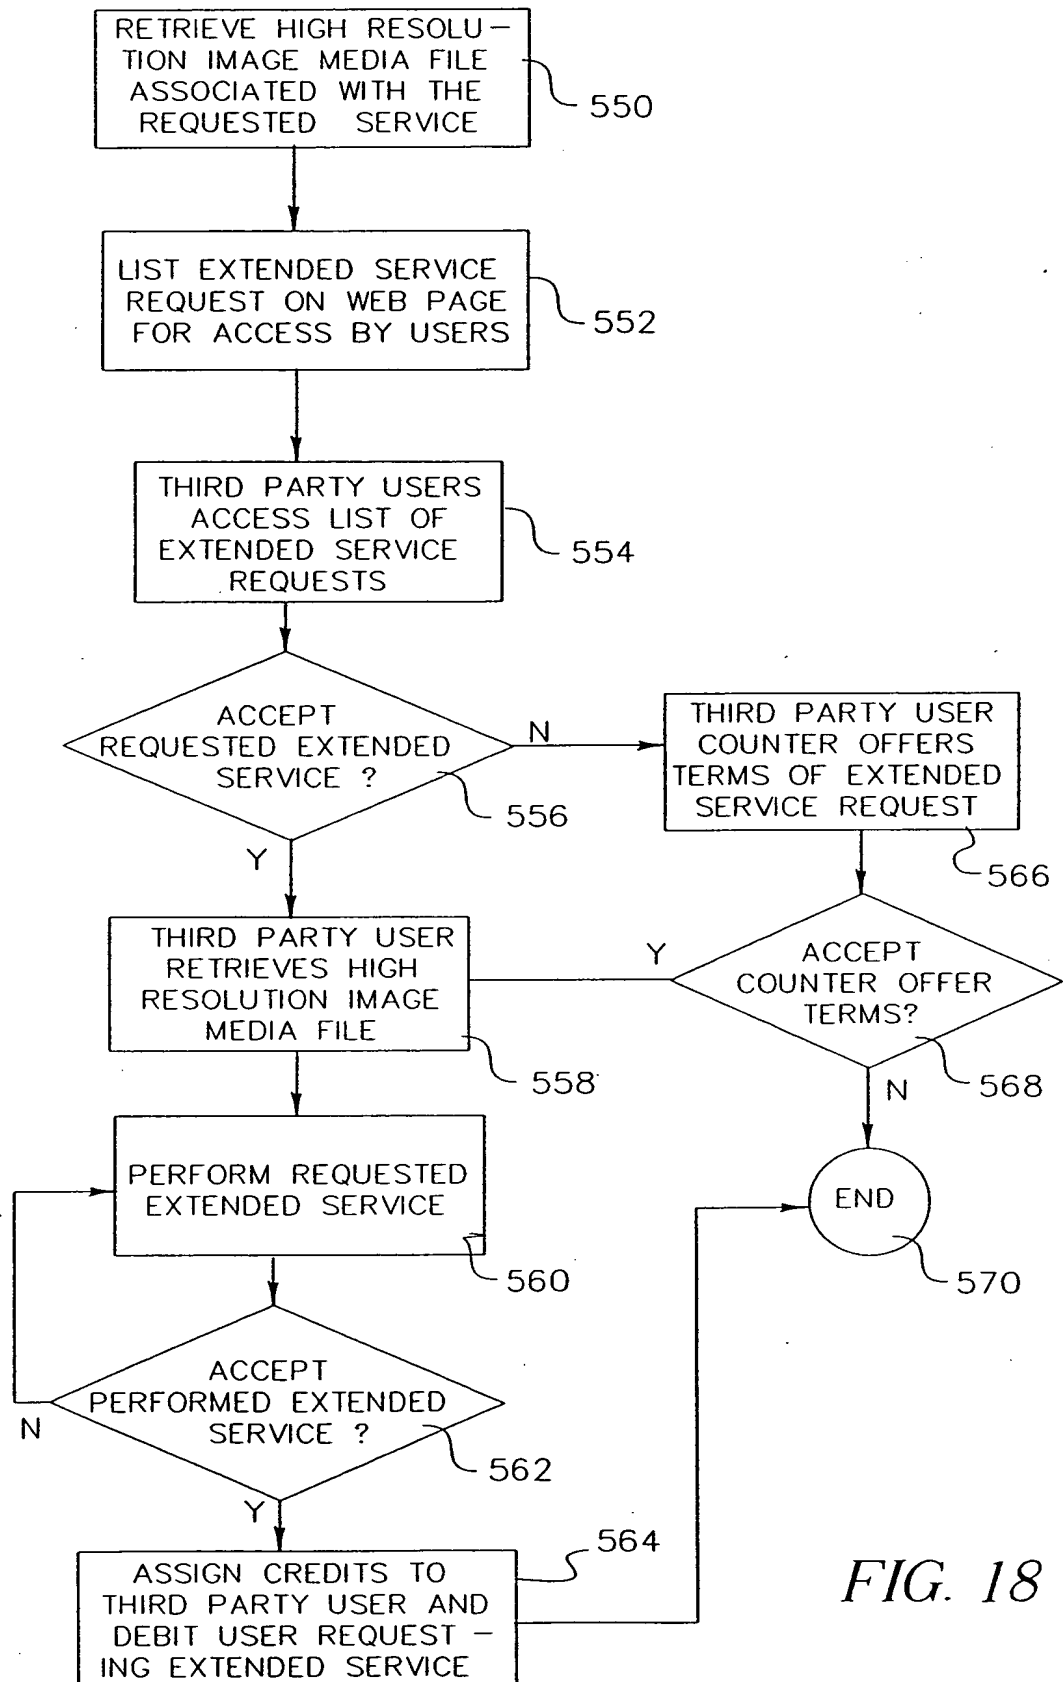 RETRIEVE HIGH RESOLU-
TION IMAGE MEDIA FILE
ASSOCIATED WITH THE
REQUESTED SERVICE
550
LIST EXTENDED SERVICE
REQUEST ON WEB PAGE
FOR ACCESS BY USERS
552
THIRD PARTY USERS
ACCESS LIST OF
EXTENDED SERVICE
REQUESTS
554
ACCEPT
REQUESTED EXTENDED
SERVICE ?
556
N
Y
THIRD PARTY USER
COUNTER OFFERS
TERMS OF EXTENDED
SERVICE REQUEST
566
THIRD PARTY USER
RETRIEVES HIGH
RESOLUTION IMAGE
MEDIA FILE
558
Y
ACCEPT
COUNTER OFFER
TERMS?
568
N
PERFORM REQUESTED
EXTENDED SERVICE
560
END
570
ACCEPT
PERFORMED EXTENDED
SERVICE ?
562
N
Y
ASSIGN CREDITS TO
THIRD PARTY USER AND
DEBIT USER REQUEST -
ING EXTENDED SERVICE
564
FIG. 18